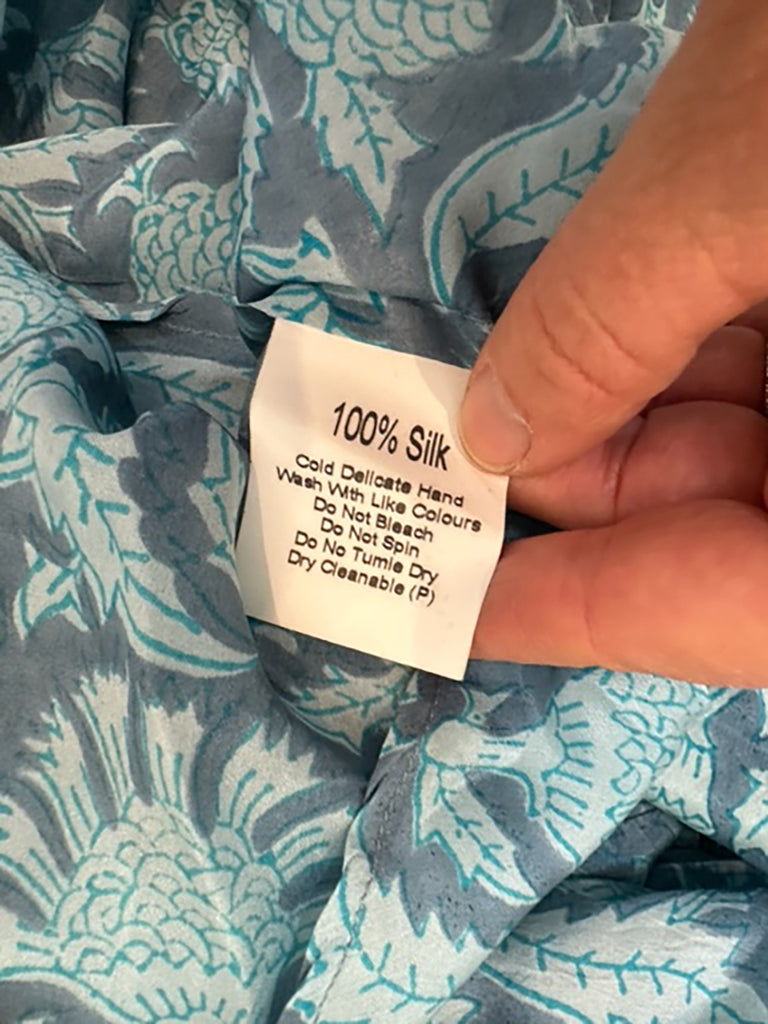 100% Silk
Cold Delicate Hand
Wash With Like Colours
Do Not Bleach
Do Not Spin
Do No Tumle Dry
Dry Cleanable (P)